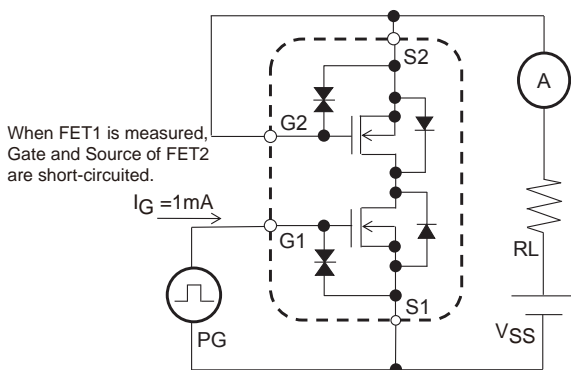 S2
A
G2
When FET1 is measured,
Gate and Source of FET2
are short-circuited.
IG =1mA
G1
RL
S1
VSS
PG